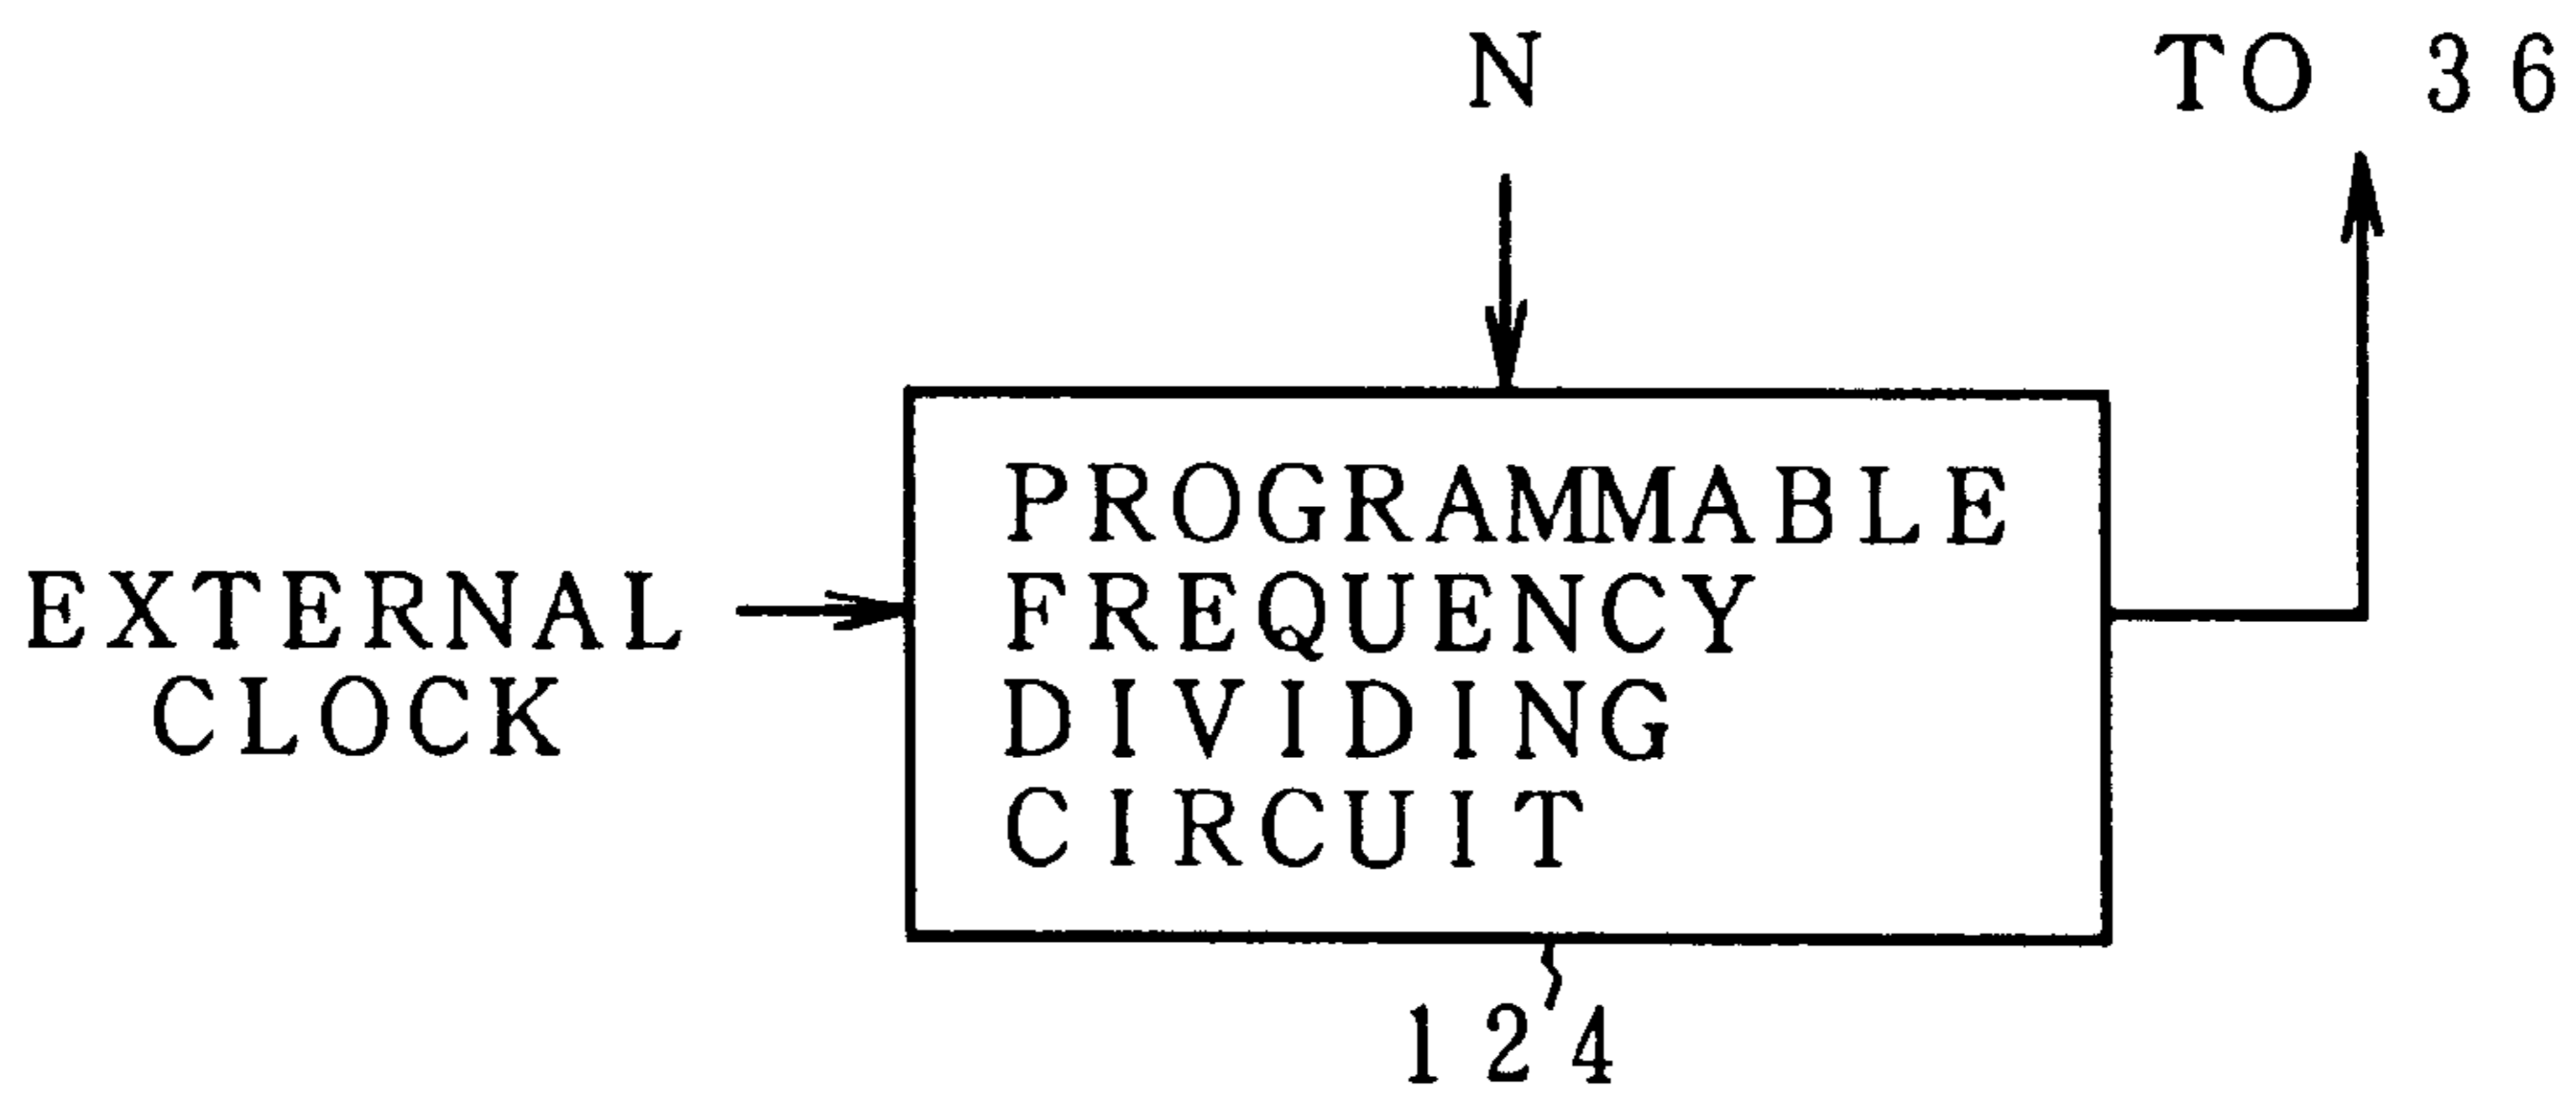 N
TO 36
EXTERNAL
CLOCK
PROGRAMMABLE
FREQUENCY
DIVIDING
CIRCUIT
124